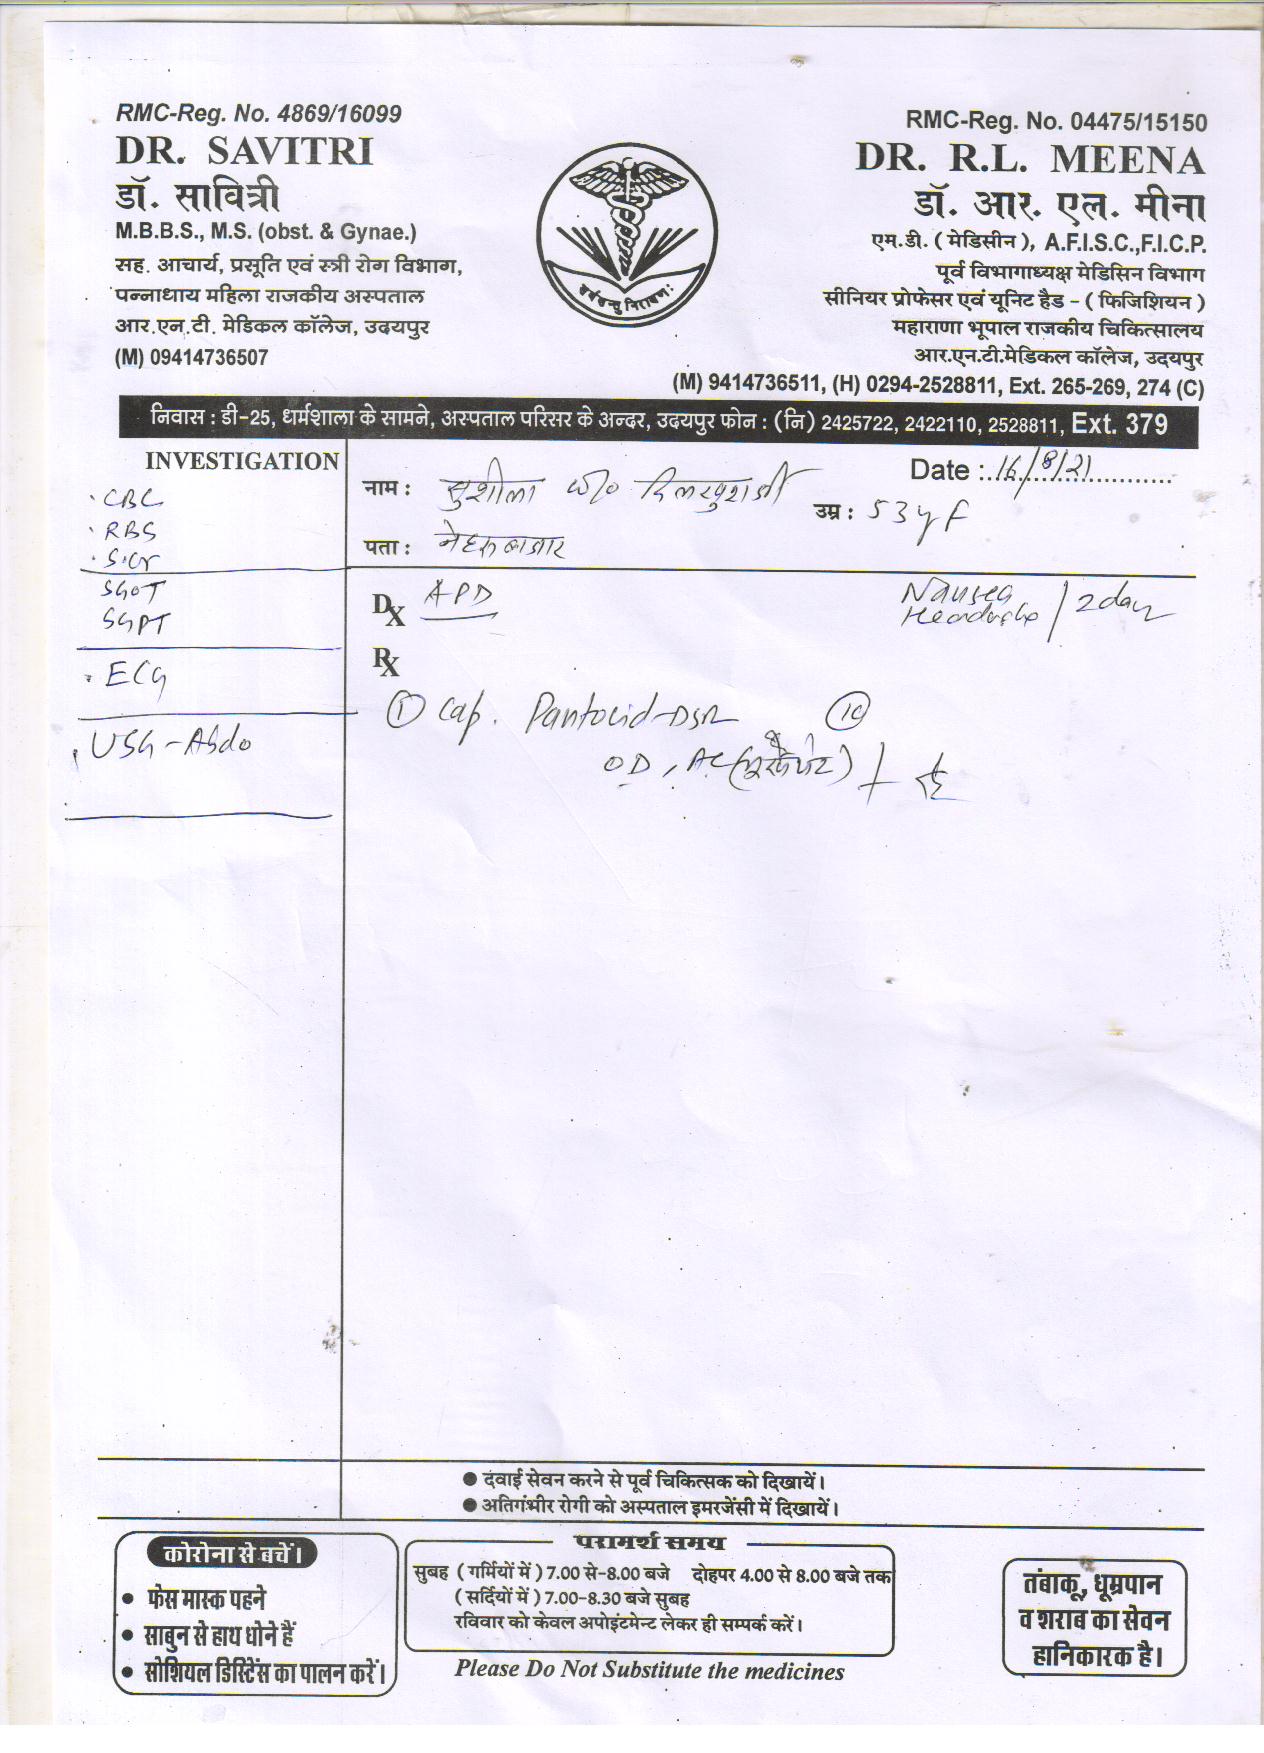 RMC-Reg. No. 4869/16099
DR. SAVITRI
डॉ. सावित्री
M.B.B.S., M.S. (obst. & Gynae.)
सह. आचार्य, प्रसूति एवं स्त्री रोग विभाग,
पन्नाधाय महिला राजकीय अस्पताल
आर.एन.टी. मेडिकल कॉलेज, उदयपुर
(M) 09414736507
RMC-Reg. No. 04475/15150
DR. R.L. MEENA
डॉ. आर. एल. मीना
एम.डी. ( मेडिसीन ), A.F.I.S.C.,F.I.C.P.
पूर्व विभागाध्यक्ष मेडिसिन विभाग
सीनियर प्रोफेसर एवं यूनिट हैड - ( फिजिशियन )
महाराणा भूपाल राजकीय चिकित्सालय
आर.एन.टी.मेडिकल कॉलेज, उदयपुर
(M) 9414736511, (H) 0294-2528811, Ext. 265-269, 274 (C)
निवास : डी-25, धर्मशाला के सामने, अस्पताल परिसर के अन्दर, उदयपुर फोन : (नि) 2425722, 2422110, 2528811, Ext. 379
INVESTIGATION
CBC
RBS
S.Cr
SGOT
SGPT
ECG
USG-Abdo
Date : 16/8/21
नाम : सुशीला w/o दिलखुश जी
उम्र : 53 y F
पता : नेहरू बाजार
Dx APD
Nausea
Headache / 2 day
Rx
① Cap. Pantocid-DSR ⑩
OD, AC
दवाई सेवन करने से पूर्व चिकित्सक को दिखायें।
अतिगंभीर रोगी को अस्पताल इमरजेंसी में दिखायें।
कोरोना से बचें।
फेस मास्क पहने
साबुन से हाथ धोने हैं
सोशियल डिस्टिेंस का पालन करें।
परामर्श समय
सुबह ( गर्मियों में ) 7.00 से-8.00 बजे दोहपर 4.00 से 8.00 बजे तक
( सर्दियों में ) 7.00-8.30 बजे सुबह
रविवार को केवल अपोइंटमेन्ट लेकर ही सम्पर्क करें।
Please Do Not Substitute the medicines
तंबाकू, धूम्रपान
व शराब का सेवन
हानिकारक है।